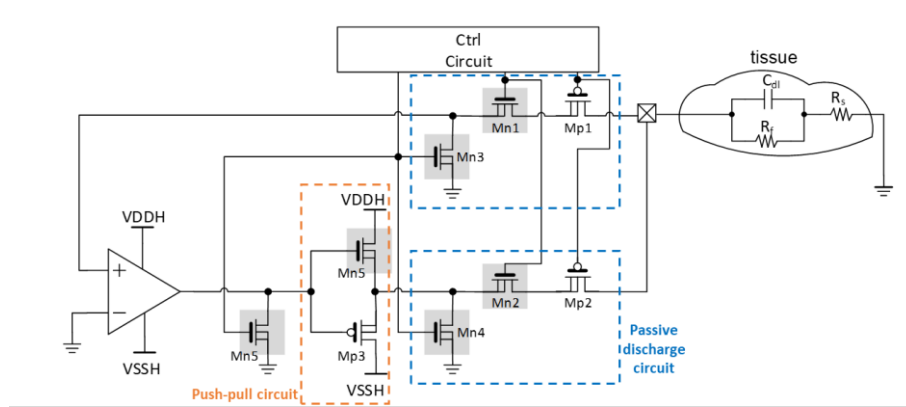 Ctrl
Circuit
tissue
Cdl
Rs
Rf
Mn1
Mp1
Mn3
VDDH
VDDH
Mn5
Mn2
Mp2
Mn5
Mp3
Mn4
+
−
VSSH
VSSH
Push-pull circuit
Passive
discharge
circuit